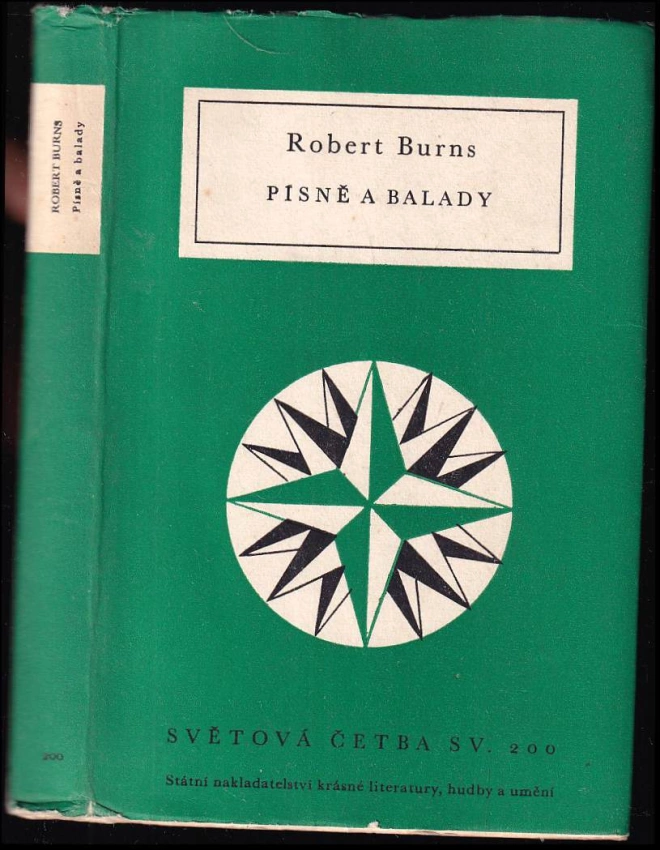 ROBERT BURNS
Písně a balady
200
Robert Burns
PÍSNĚ A BALADY
SVĚTOVÁ ČETBA SV. 200
Státní nakladatelství krásné literatury, hudby a umění